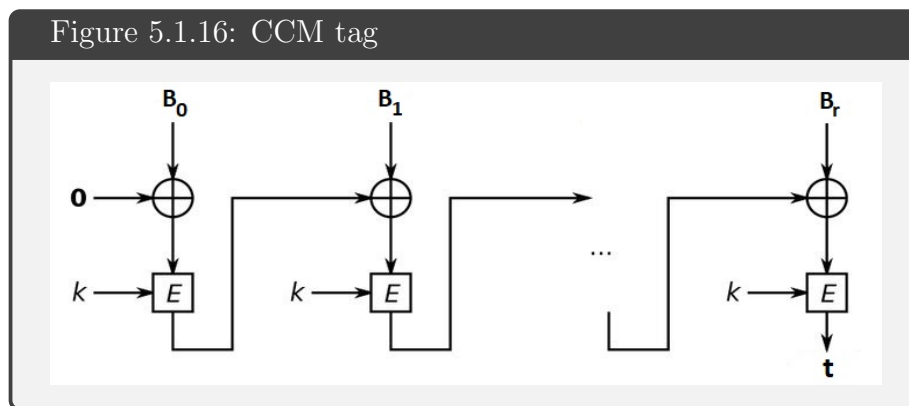 Figure 5.1.16: CCM tag
B0 B1 Br
0
...
k E k E k E
t